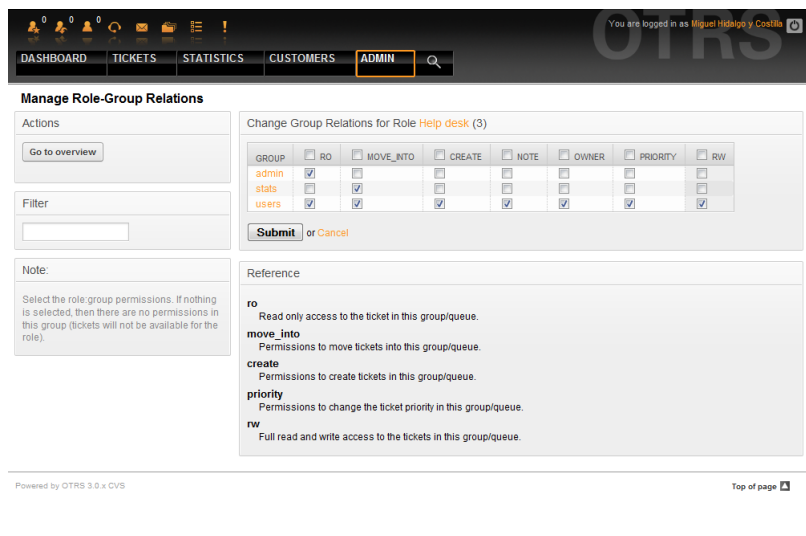 0 0 0
You are logged in as Miguel Hidalgo y Costilla
OTRS
DASHBOARD TICKETS STATISTICS CUSTOMERS ADMIN
Manage Role-Group Relations
Actions
Go to overview
Filter
Note:
Select the role:group permissions. If nothing
is selected, then there are no permissions in
this group (tickets will not be available for the
role).
Change Group Relations for Role Help desk (3)
GROUP RO MOVE_INTO CREATE NOTE OWNER PRIORITY RW
admin
stats
users
Submit or Cancel
Reference
ro
Read only access to the ticket in this group/queue.
move_into
Permissions to move tickets into this group/queue.
create
Permissions to create tickets in this group/queue.
priority
Permissions to change the ticket priority in this group/queue.
rw
Full read and write access to the tickets in this group/queue.
Powered by OTRS 3.0.x CVS
Top of page